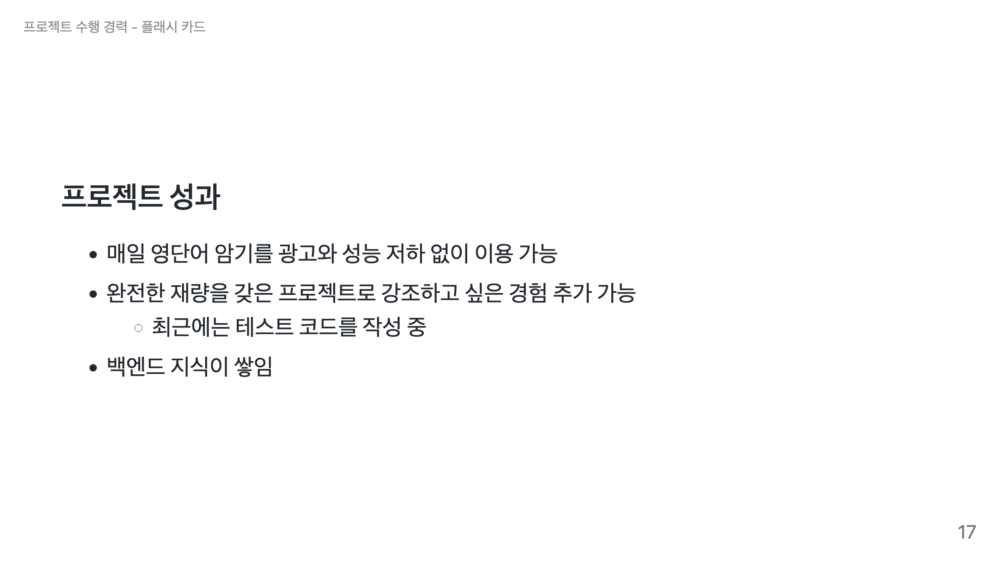 프로젝트 수행 경력 - 플래시 카드
프로젝트 성과
• 매일 영단어 암기를 광고와 성능 저하 없이 이용 가능
• 완전한 재량을 갖은 프로젝트로 강조하고 싶은 경험 추가 가능
○ 최근에는 테스트 코드를 작성 중
• 백엔드 지식이 쌓임
17